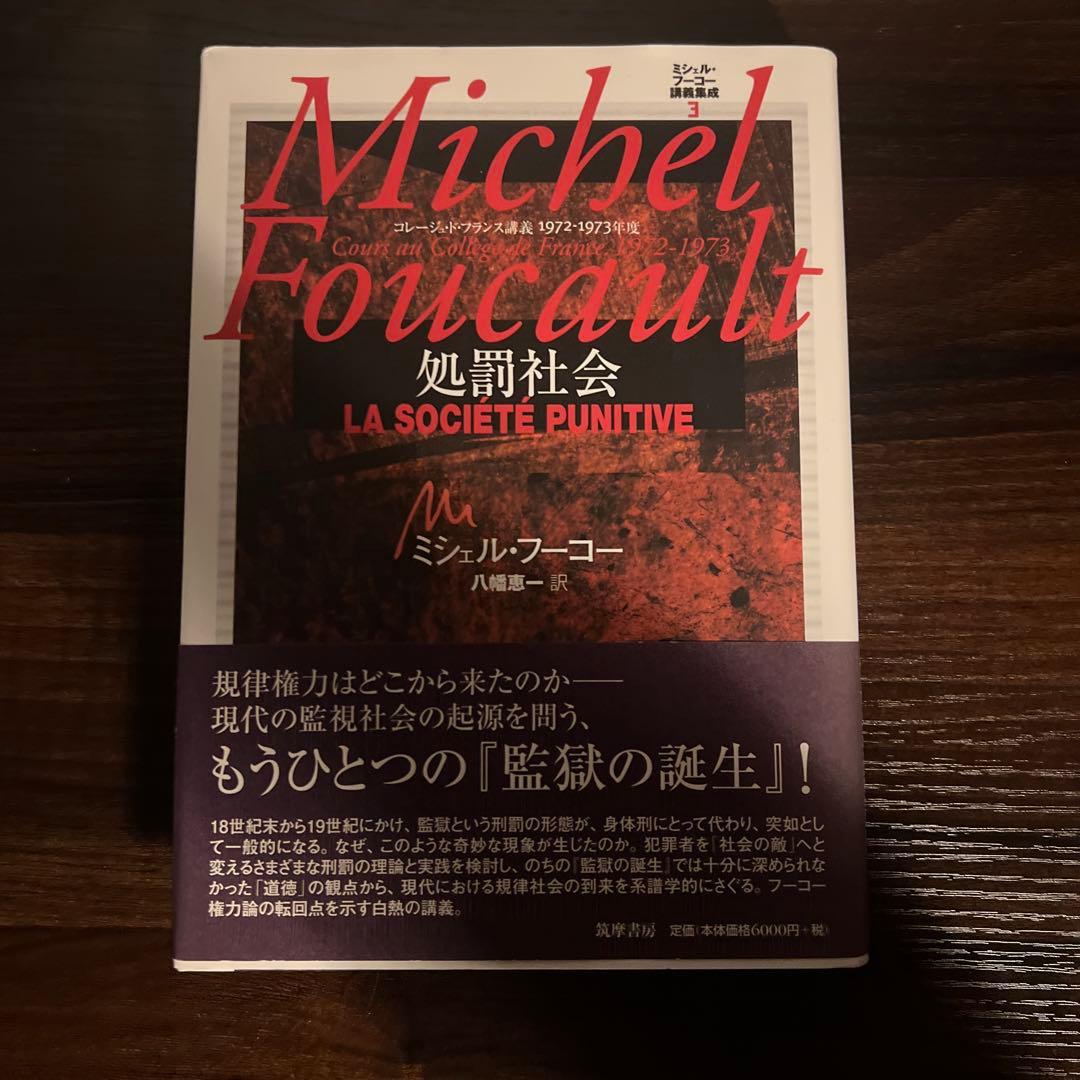 ミシェル・
フーコー
講義集成
3
Michel
コレージュ・ド・フランス講義 1972-1973年度
Cours au Collège de France 1972-1973
Foucault
処罰社会
LA SOCIÉTÉ PUNITIVE
ミシェル・フーコー
八幡恵一 訳
規律権力はどこから来たのか——
現代の監視社会の起源を問う、
もうひとつの『監獄の誕生』!
18世紀末から19世紀にかけ、監獄という刑罰の形態が、身体刑にとって代わり、突如とし
て一般的になる。なぜ、このような奇妙な現象が生じたのか。犯罪者を「社会の敵」へと
変えるさまざまな刑罰の理論と実践を検討し、のちの『監獄の誕生』では十分に深められな
かった「道徳」の観点から、現代における規律社会の到来を系譜学的にさぐる。フーコー
権力論の転回点を示す白熱の講義。
筑摩書房 定価(本体価格6000円+税)